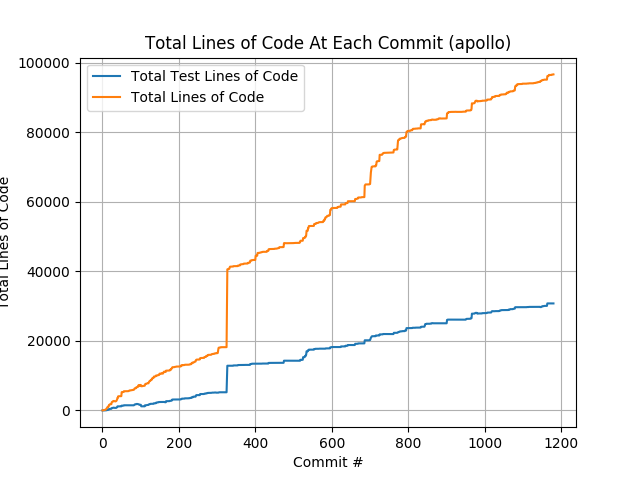 Total Lines of Code At Each Commit (apollo)
Total Test Lines of Code
Total Lines of Code
100000
80000
60000
40000
20000
0
Total Lines of Code
0 200 400 600 800 1000 1200
Commit #